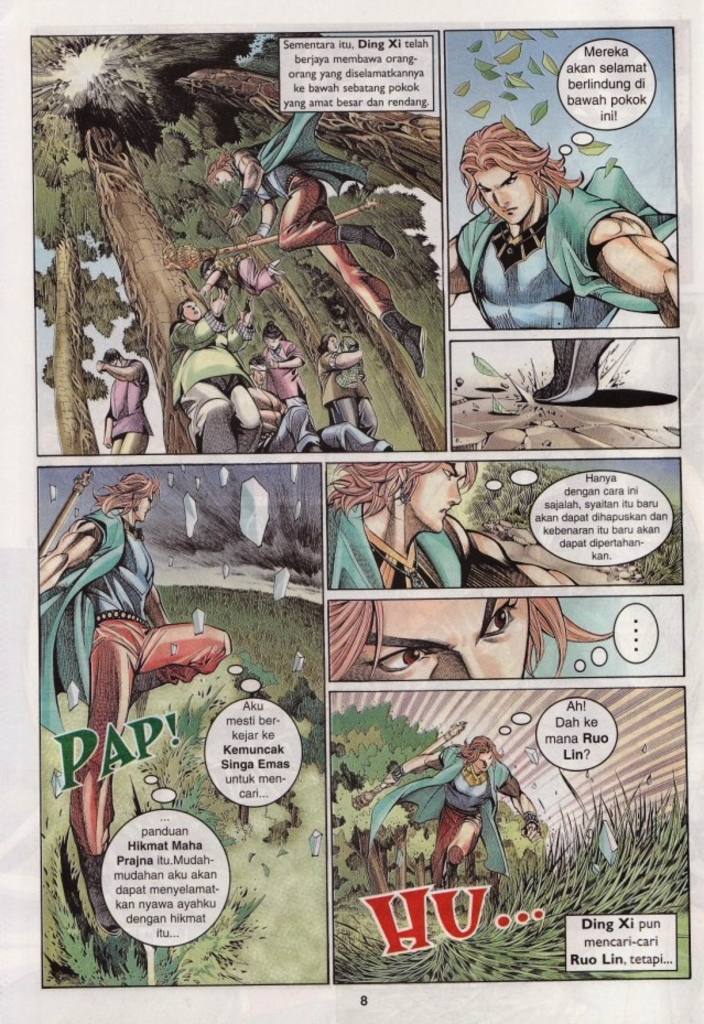 Sementara itu, Ding Xi telah
berjaya membawa orang-
orang yang diselamatkannya
ke bawah sebatang pokok
yang amat besar dan rendang.
Mereka
akan selamat
berlindung di
bawah pokok
ini!
Hanya
dengan cara ini
sajalah, syaitan itu baru
akan dapat dihapuskan dan
kebenaran itu baru akan
dapat dipertahan-
kan.
....
PAP!
Aku
mesti ber-
kejar ke
Kemuncak
Singa Emas
untuk men-
cari...
...
panduan
Hikmat Maha
Prajna itu.Mudah-
mudahan aku akan
dapat menyelamat-
kan nyawa ayahku
dengan hikmat
itu...
Ah!
Dah ke
mana Ruo
Lin?
HU...
Ding Xi pun
mencari-cari
Ruo Lin, tetapi...
8